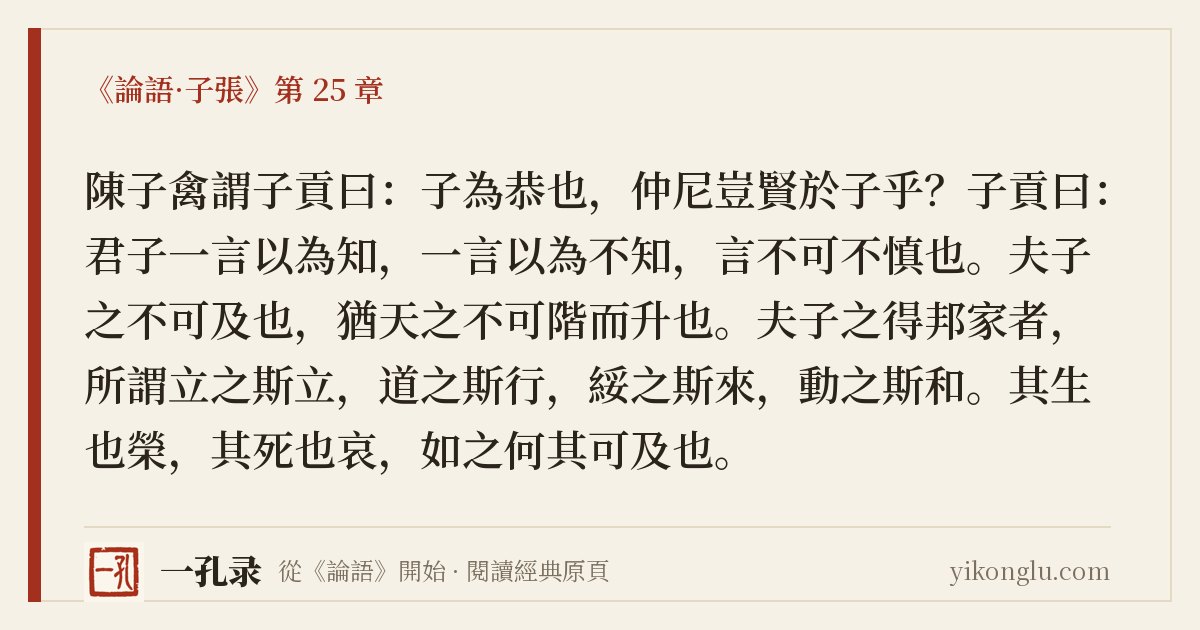 《論語·子張》第 25 章
陳子禽謂子貢曰：子為恭也，仲尼豈賢於子乎？子貢曰：
君子一言以為知，一言以為不知，言不可不慎也。夫子
之不可及也，猶天之不可階而升也。夫子之得邦家者，
所謂立之斯立，道之斯行，綏之斯來，動之斯和。其生
也榮，其死也哀，如之何其可及也。
一孔
一孔录 從《論語》開始 · 閱讀經典原頁 yikonglu.com